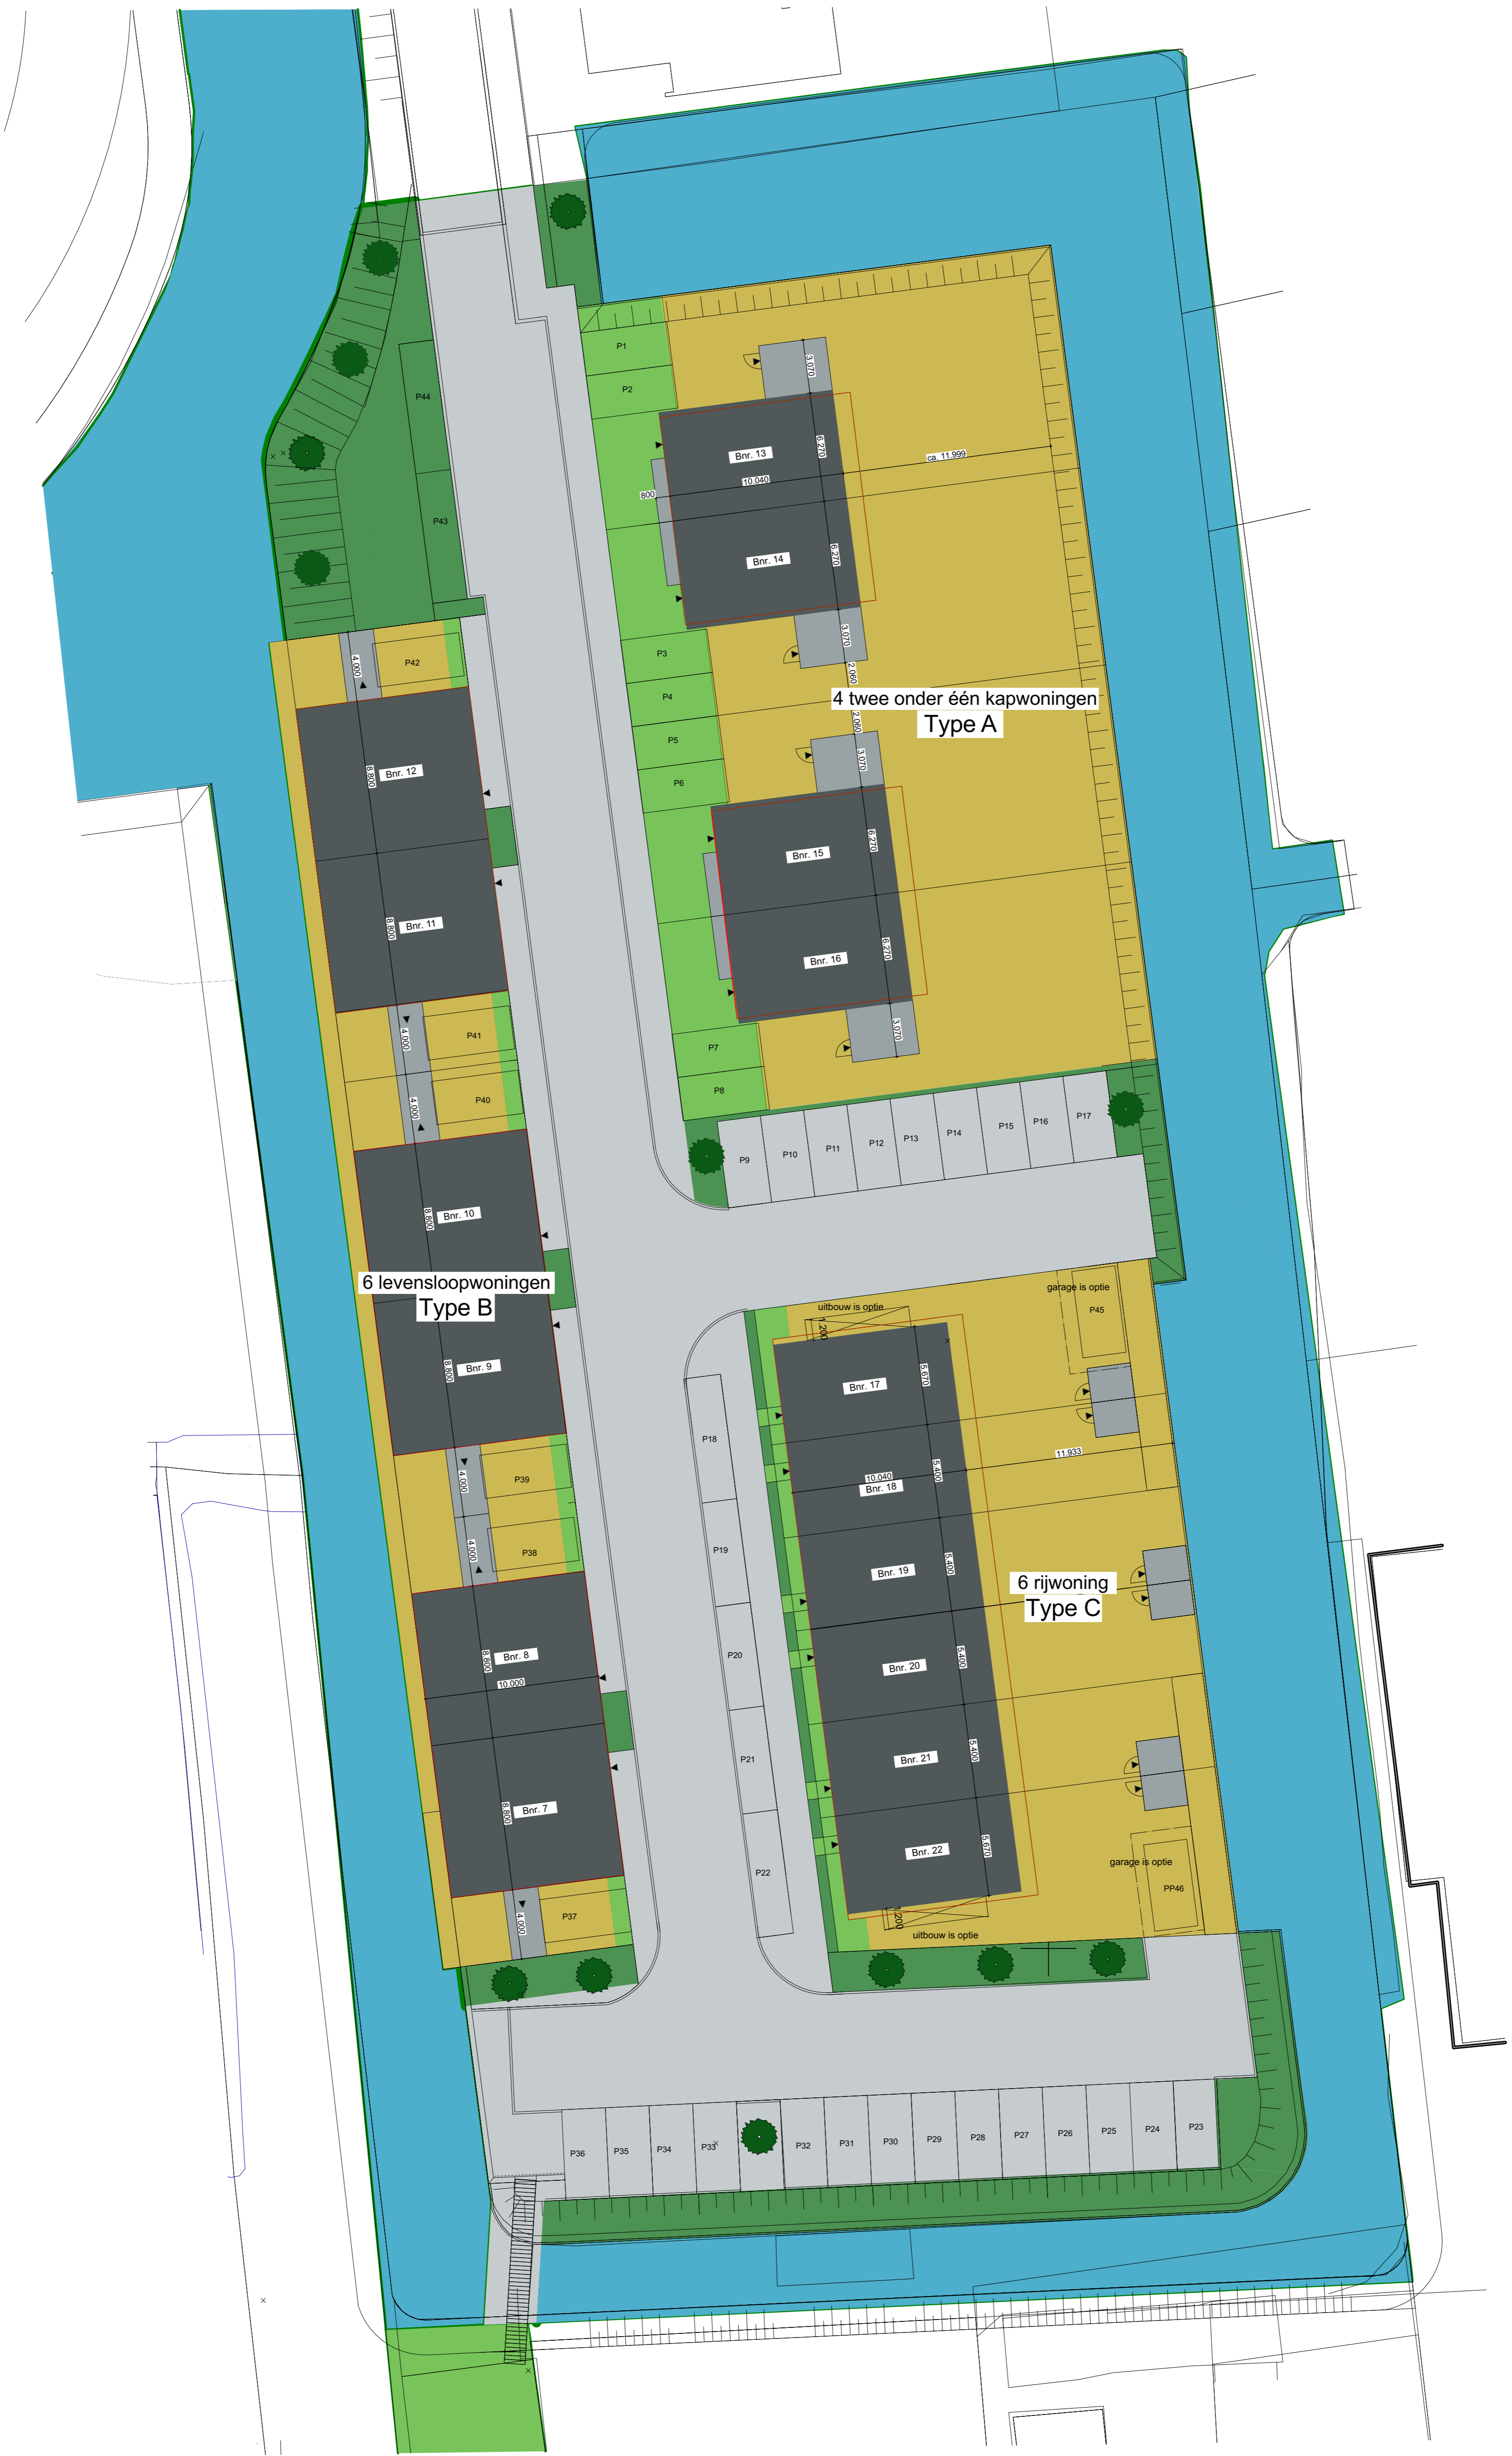 P1
P2
3.070
P44
Bnr. 13
6.270
ca. 11.999
10.040
800
P43
Bnr. 14
6.270
3.070
P3
4.000
P42
2.060
P4
4 twee onder één kapwoningen
Type A
2.060
P5
3.070
P6
8.800
Bnr. 12
6.270
Bnr. 15
8.800
Bnr. 11
6.270
Bnr. 16
4.000
P41
3.070
P7
P8
4.000
P40
P9
P10
P11
P12
P13
P14
P15
P16
P17
8.800
Bnr. 10
6 levensloopwoningen
Type B
garage is optie
P45
uitbouw is optie
1.200
8.800
Bnr. 9
Bnr. 17
5.670
P18
11.933
4.000
P39
10.040
Bnr. 18
5.400
P38
4.000
P19
Bnr. 19
5.400
6 rijwoning
Type C
8.800
Bnr. 8
10.000
P20
Bnr. 20
5.400
P21
Bnr. 21
5.400
8.800
Bnr. 7
P22
Bnr. 22
5.670
garage is optie
PP46
4.000
P37
1.200
uitbouw is optie
P36
P35
P34
P33
P32
P31
P30
P29
P28
P27
P26
P25
P24
P23